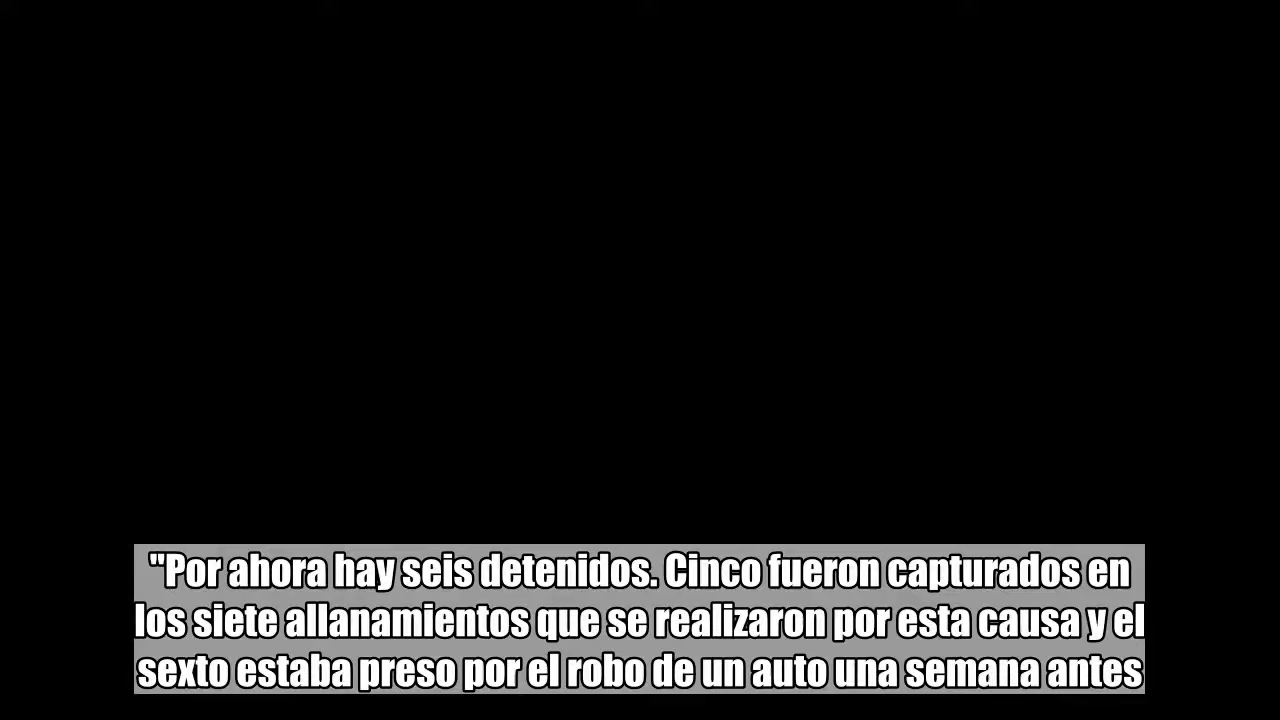 "Por ahora hay seis detenidos. Cinco fueron capturados en
los siete allanamientos que se realizaron por esta causa y el
sexto estaba preso por el robo de un auto una semana antes